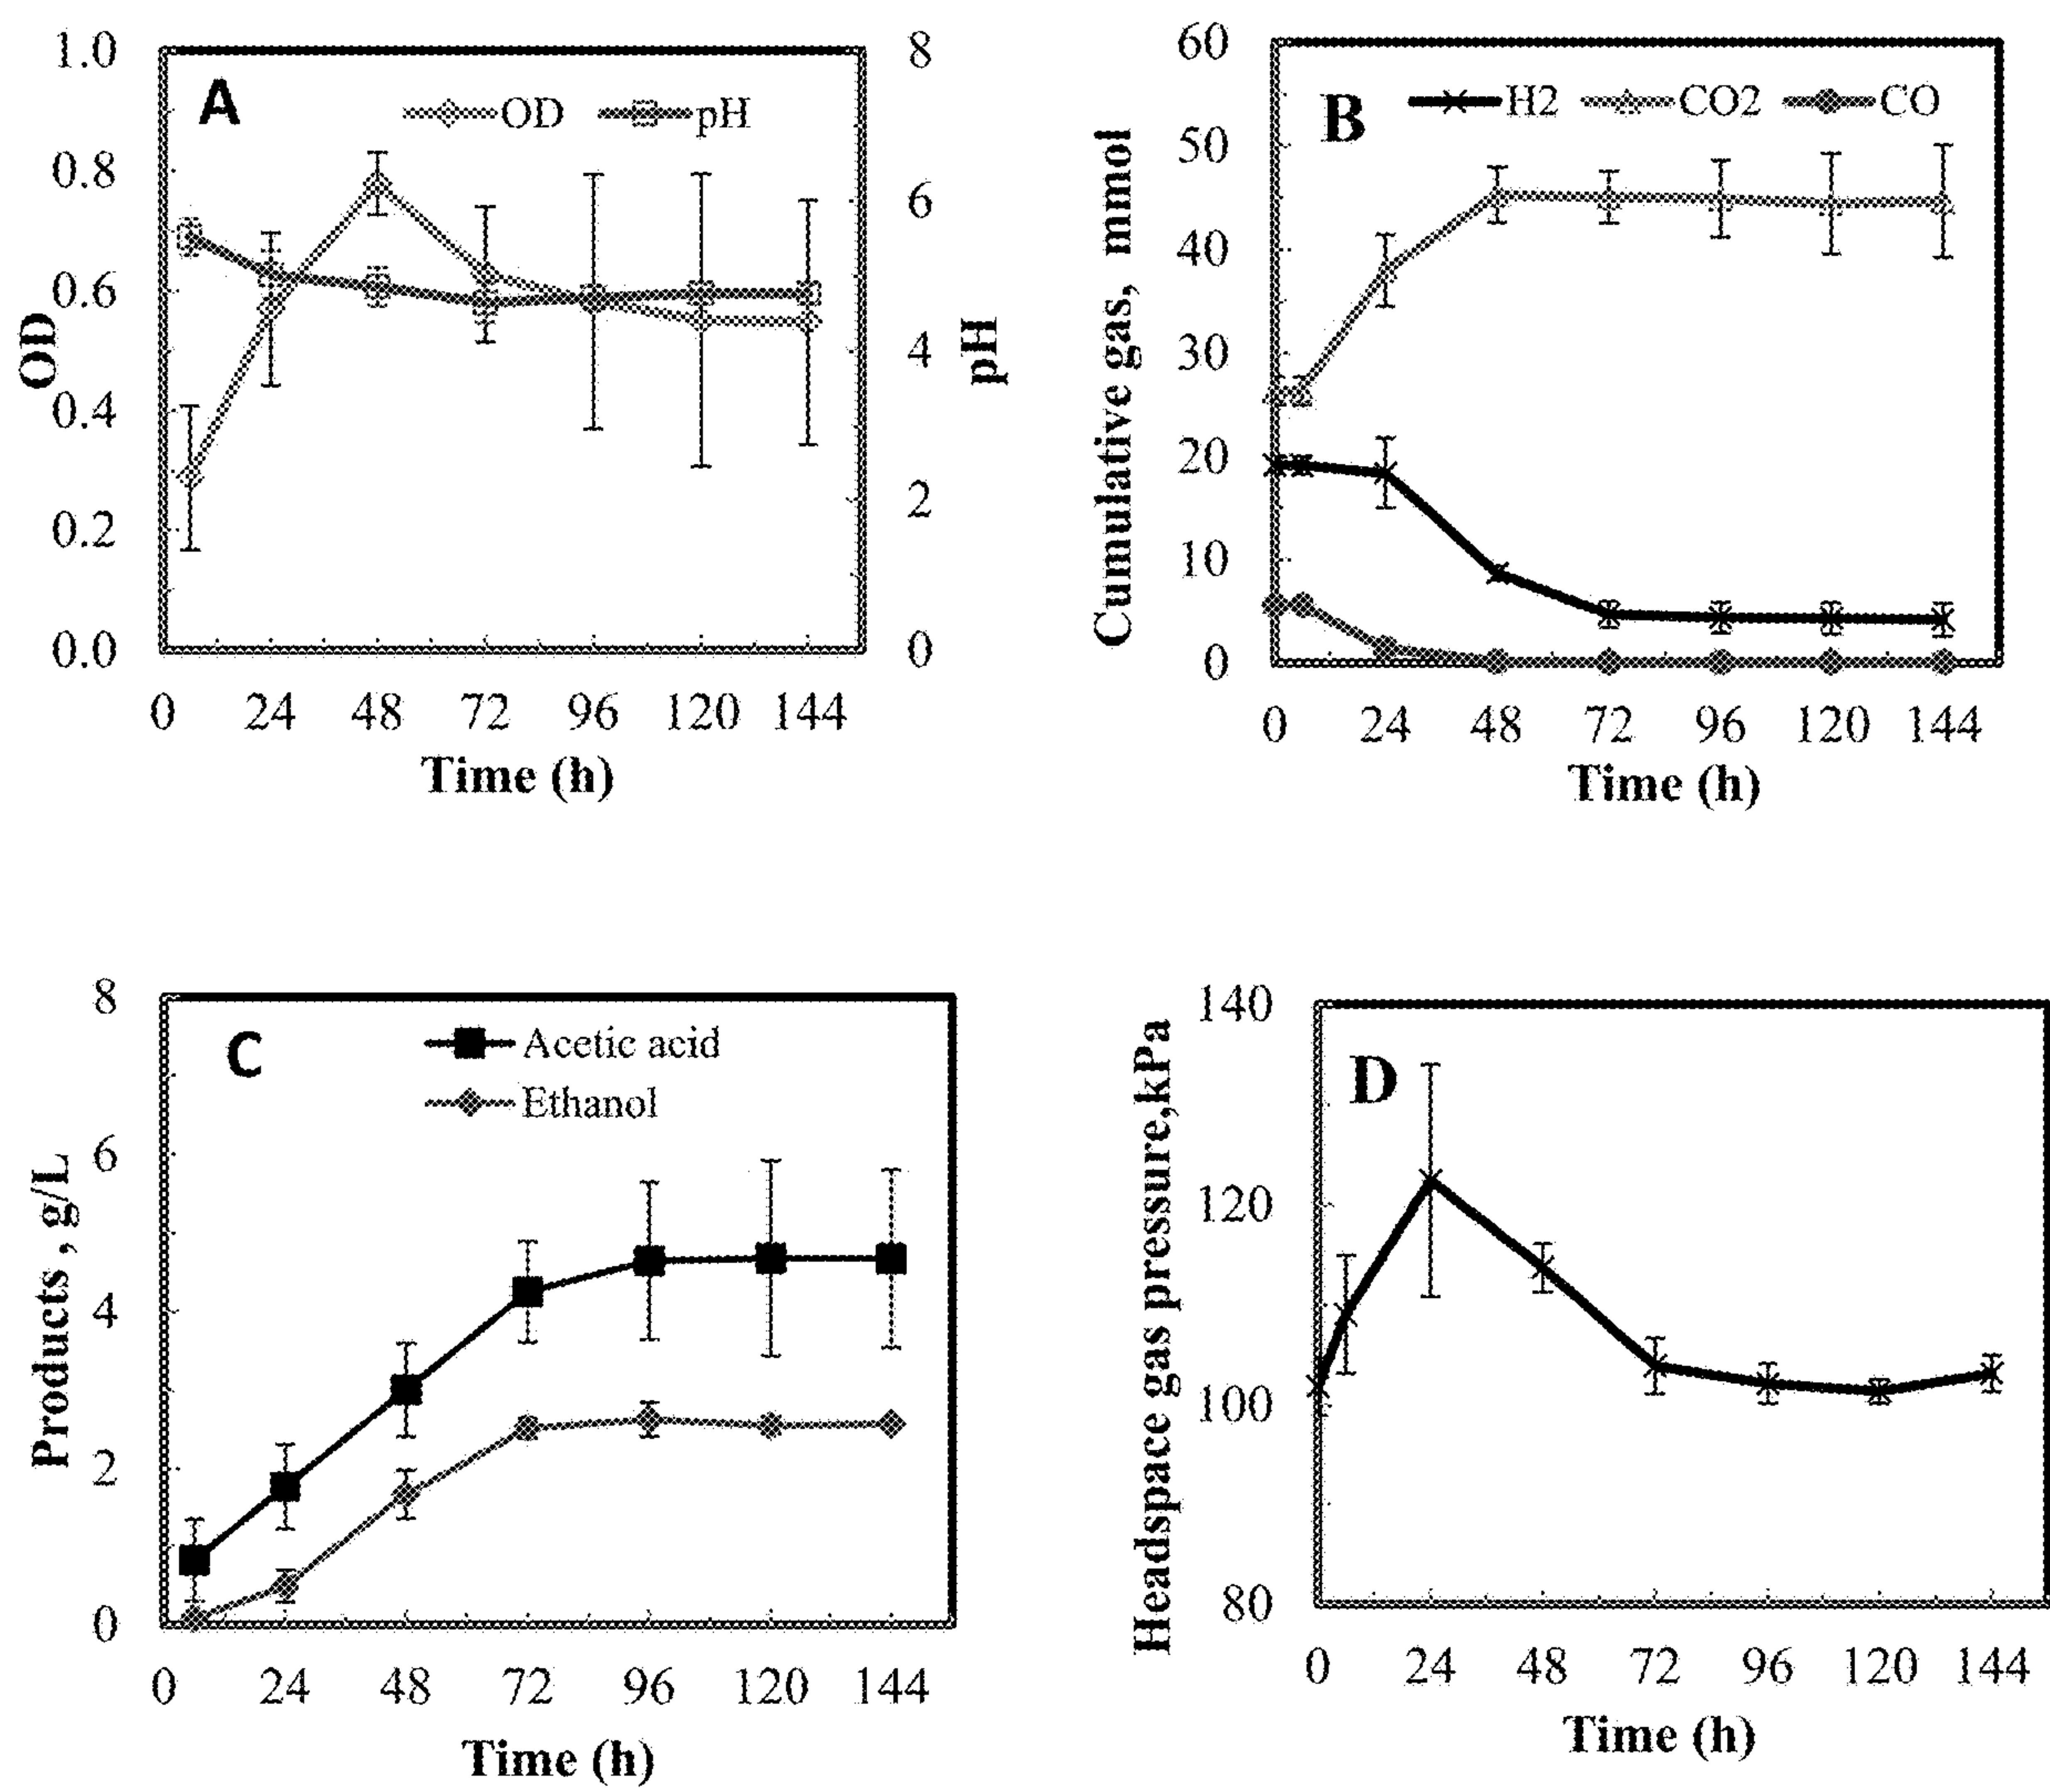 A
OD pH
1.0
0.8
0.6
0.4
0.2
0.0
OD
8
6
4
2
0
pH
0 24 48 72 96 120 144
Time (h)
B
H2 CO2 CO
60
50
40
30
20
10
0
Cumulative gas, mmol
0 24 48 72 96 120 144
Time (h)
C
Acetic acid
Ethanol
8
6
4
2
0
Products , g/L
0 24 48 72 96 120 144
Time (h)
D
140
120
100
80
Headspace gas pressure,kPa
0 24 48 72 96 120 144
Time (h)